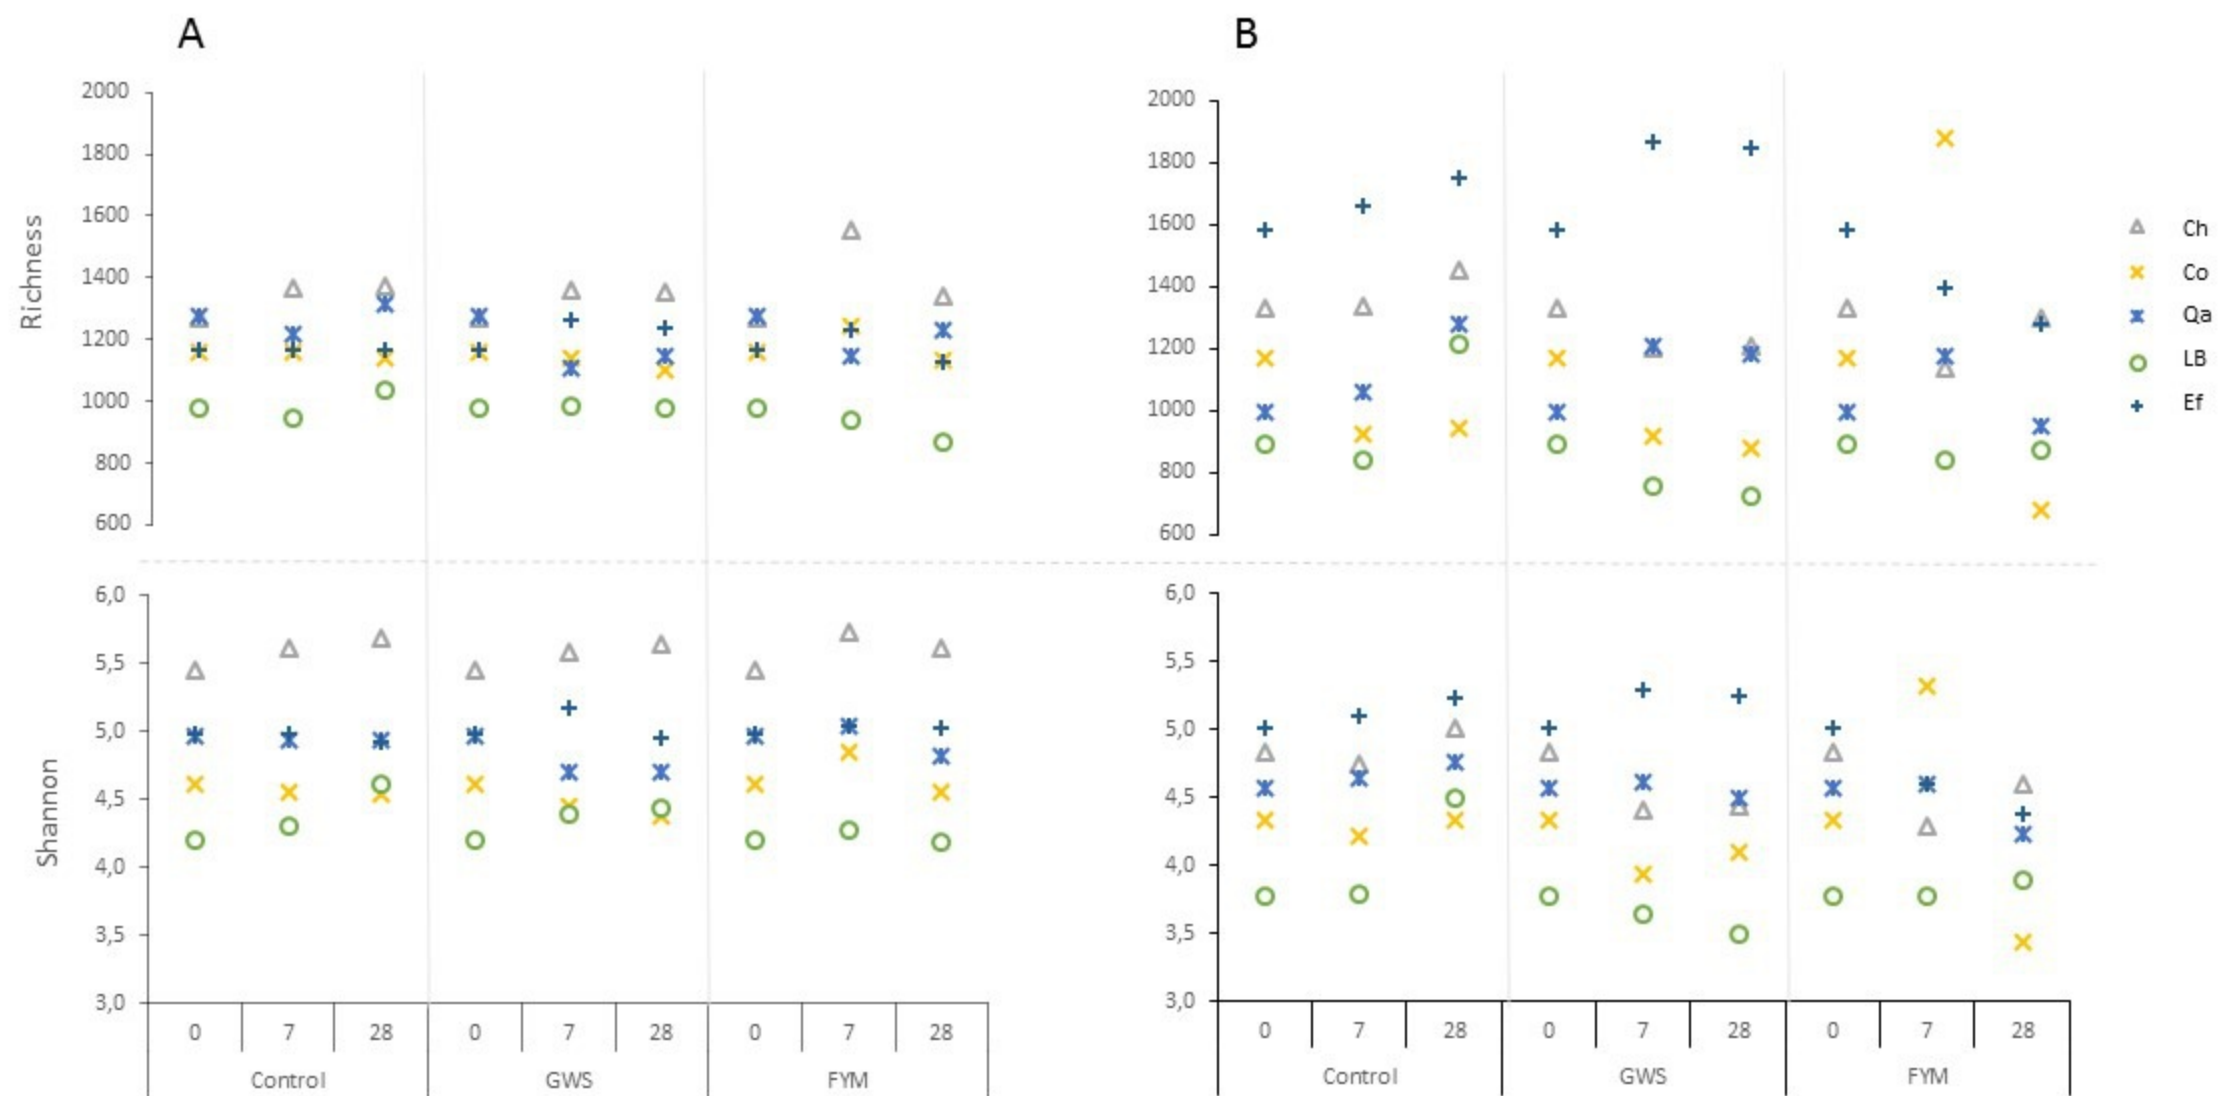 A
B
Richness
2000
1800
1600
1400
1200
1000
800
600
2000
1800
1600
1400
1200
1000
800
600
Ch
Co
Qa
LB
Ef
Shannon
6,0
5,5
5,0
4,5
4,0
3,5
3,0
6,0
5,5
5,0
4,5
4,0
3,5
3,0
0 7 28 0 7 28 0 7 28
Control GWS FYM
0 7 28 0 7 28 0 7 28
Control GWS FYM